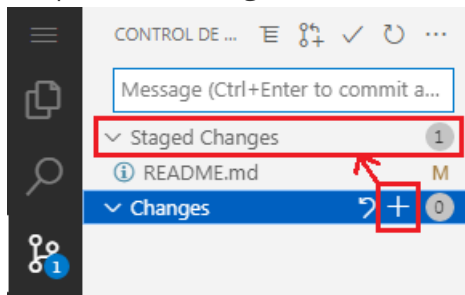 CONTROL DE ...
Message (Ctrl+Enter to commit a...
Staged Changes 1
README.md M
Changes 0
1